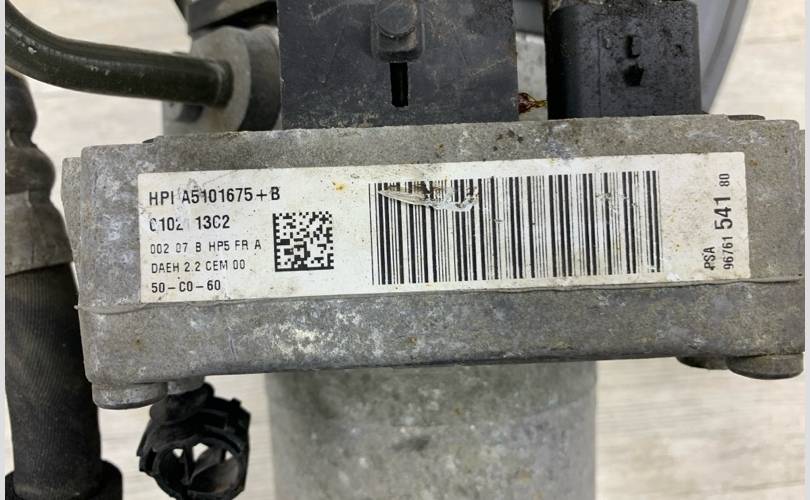 HPI A5101675+B
0102 13C2
002 07 B HP5 FR A
DAEH 2.2 CEM 00
50-C0-60
PSA
96761 541 80